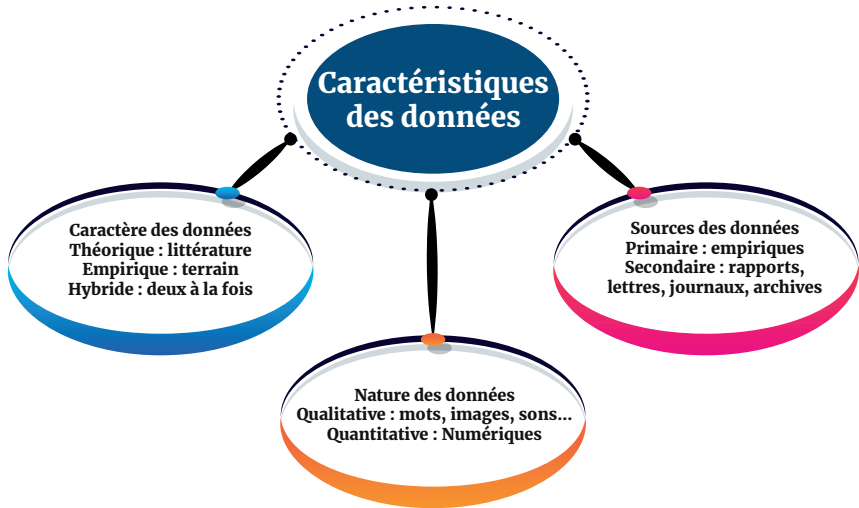 Caractéristiques
des données
Caractère des données
Théorique : littérature
Empirique : terrain
Hybride : deux à la fois
Nature des données
Qualitative : mots, images, sons...
Quantitative : Numériques
Sources des données
Primaire : empiriques
Secondaire : rapports,
lettres, journaux, archives